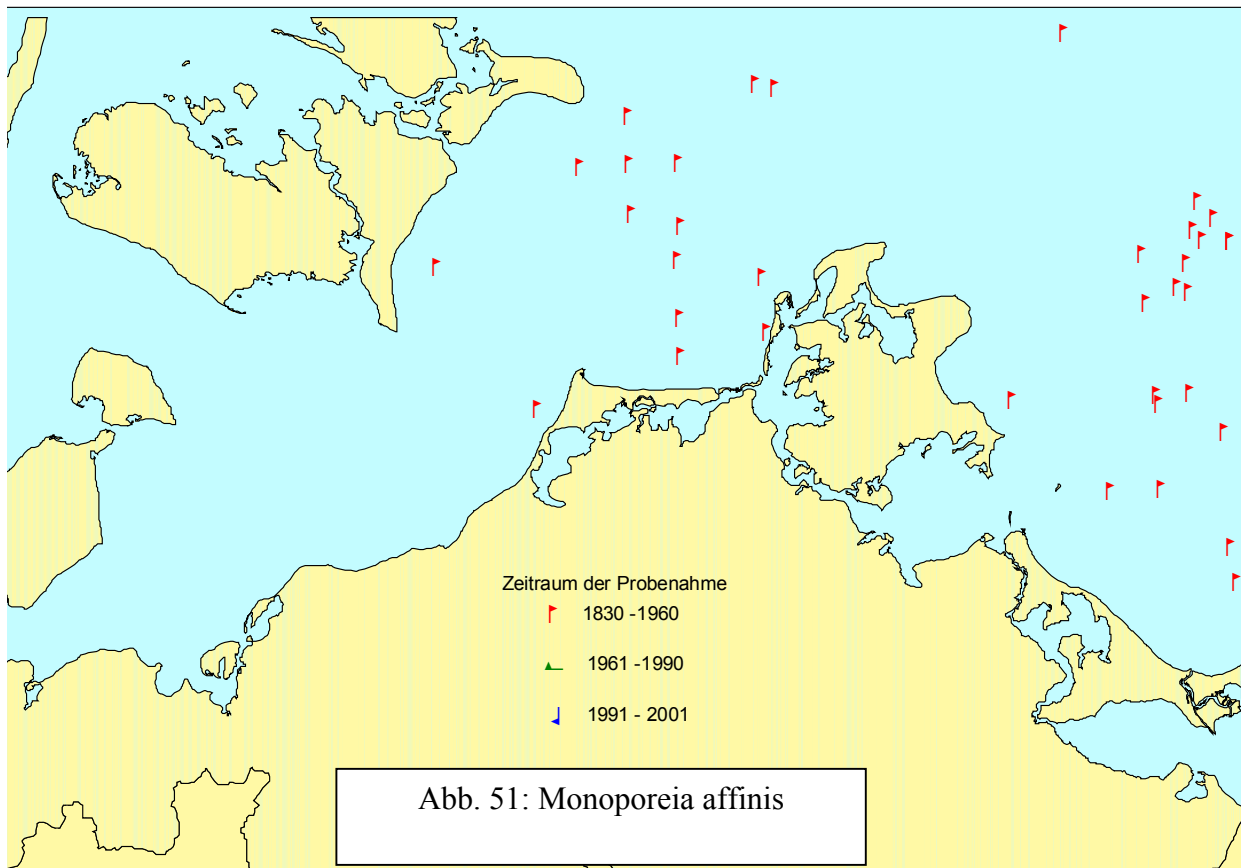 Zeitraum der Probenahme
1830 -1960
1961 -1990
1991 - 2001
Abb. 51: Monoporeia affinis